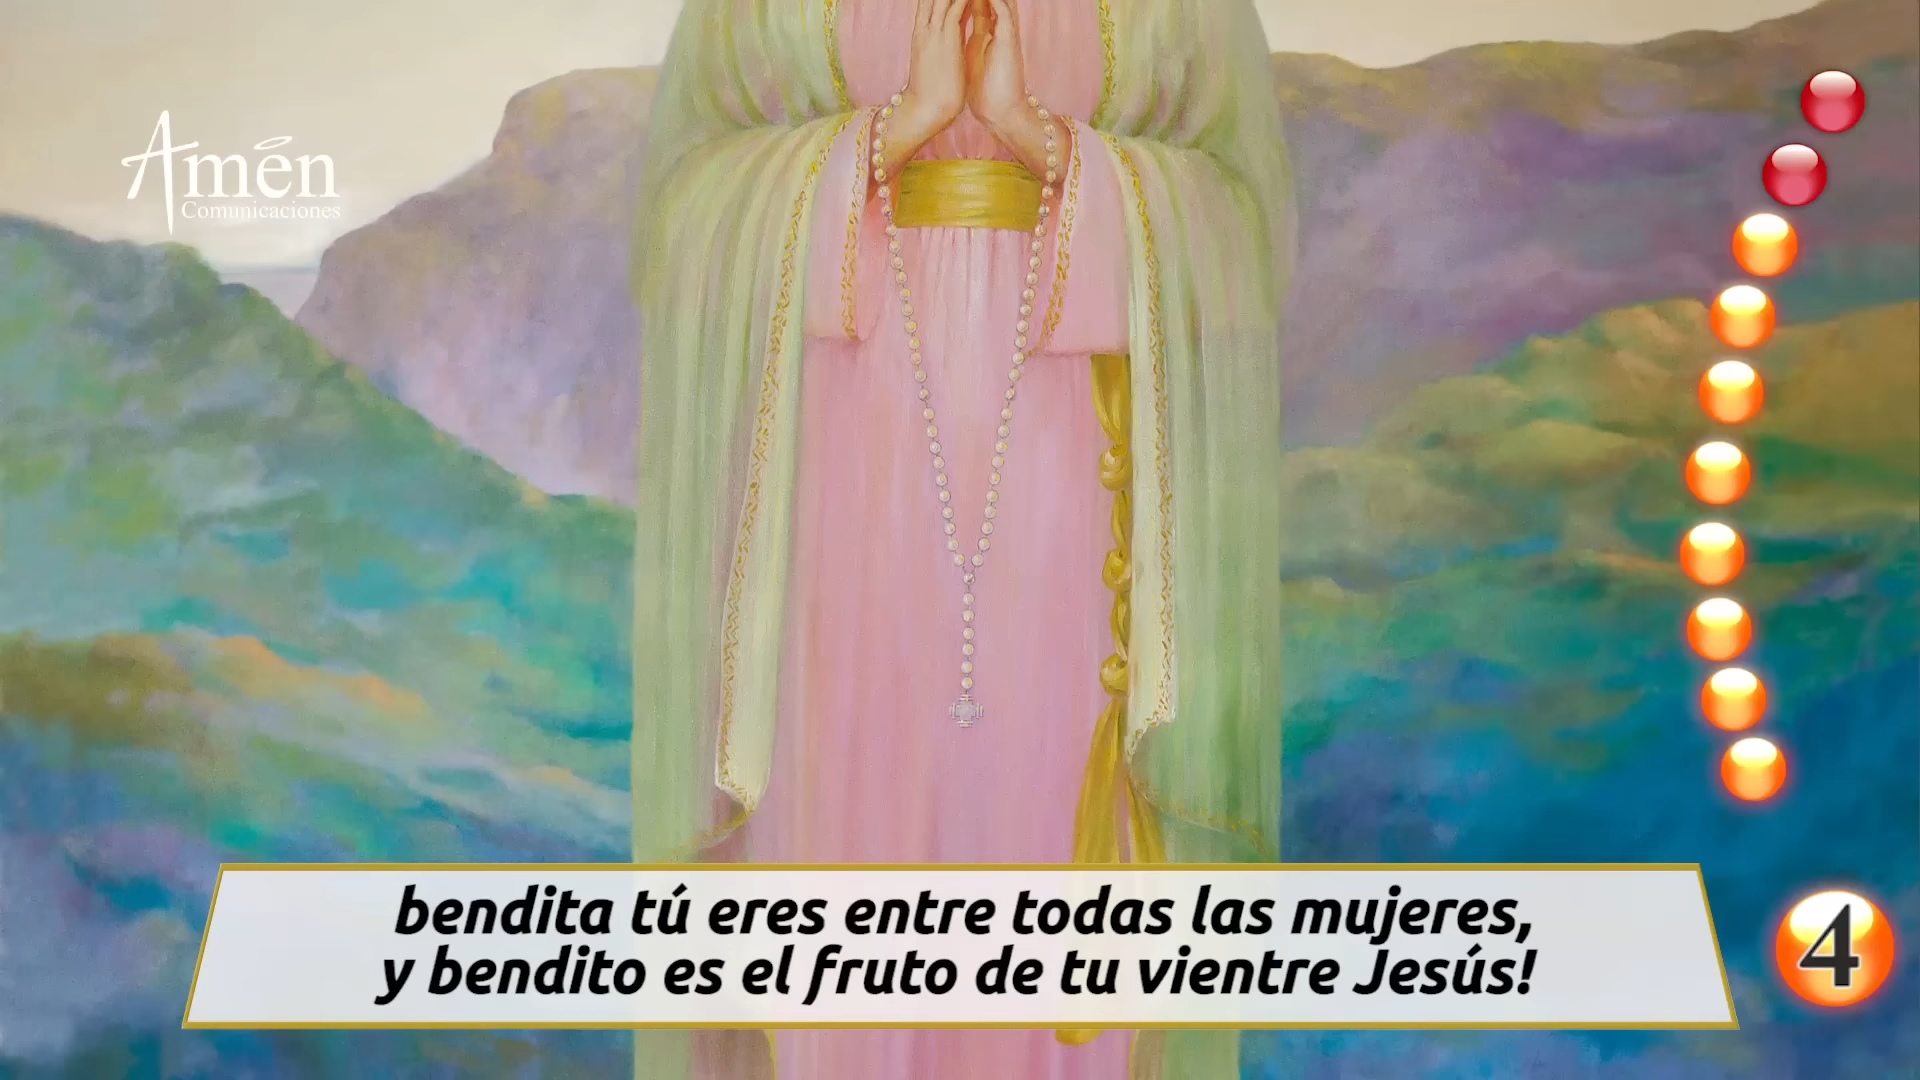 Amén
Comunicaciones
bendita tú eres entre todas las mujeres,
y bendito es el fruto de tu vientre Jesús!
4